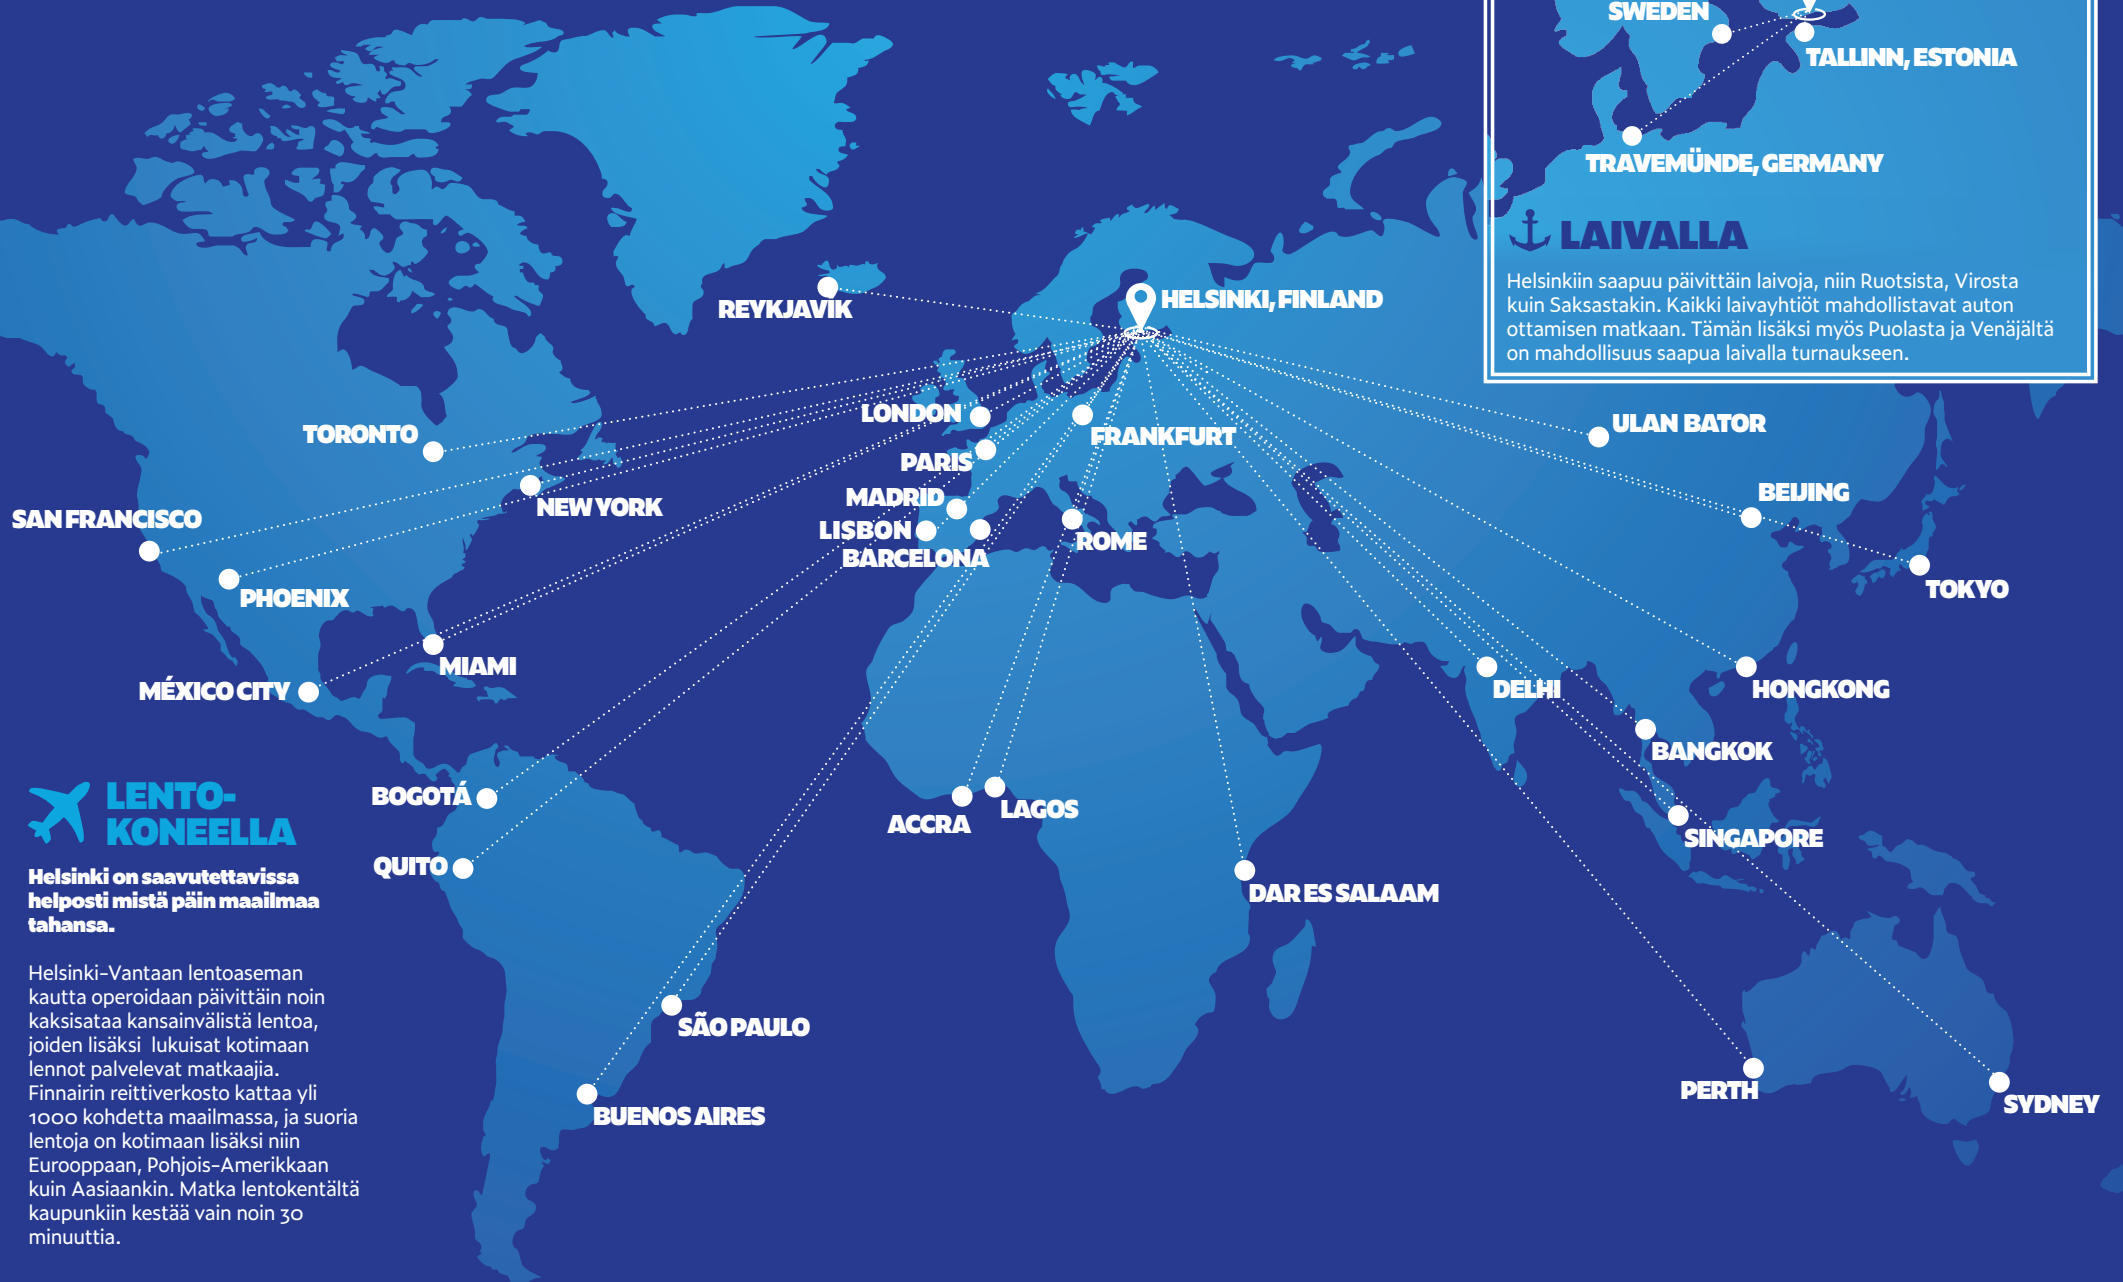 SWEDEN
TALLINN, ESTONIA
TRAVEMÜNDE, GERMANY
LAIVALLA
Helsinkiin saapuu päivittäin laivoja, niin Ruotsista, Virosta
kuin Saksastakin. Kaikki laivayhtiöt mahdollistavat auton
ottamisen matkaan. Tämän lisäksi myös Puolasta ja Venäjältä
on mahdollisuus saapua laivalla turnaukseen.
REYKJAVÍK
HELSINKI, FINLAND
LONDON
TORONTO
FRANKFURT
ULAN BATOR
PARIS
MADRID
BEIJING
NEW YORK
SAN FRANCISCO
LISBON
ROME
BARCELONA
TOKYO
PHOENIX
MIAMI
MÉXICO CITY
DELHI
HONGKONG
BANGKOK
BOGOTÁ
LAGOS
ACCRA
SINGAPORE
QUITO
DAR ES SALAAM
SÃO PAULO
PERTH
SYDNEY
BUENOS AIRES
LENTO-
KONEELLA
Helsinki on saavutettavissa
helposti mistä päin maailmaa
tahansa.
Helsinki-Vantaan lentoaseman
kautta operoidaan päivittäin noin
kaksisataa kansainvälistä lentoa,
joiden lisäksi lukuisat kotimaan
lennot palvelevat matkaajia.
Finnairin reittiverkosto kattaa yli
1000 kohdetta maailmassa, ja suoria
lentoja on kotimaan lisäksi niin
Eurooppaan, Pohjois-Amerikkaan
kuin Aasiaankin. Matka lentokentältä
kaupunkiin kestää vain noin 30
minuuttia.